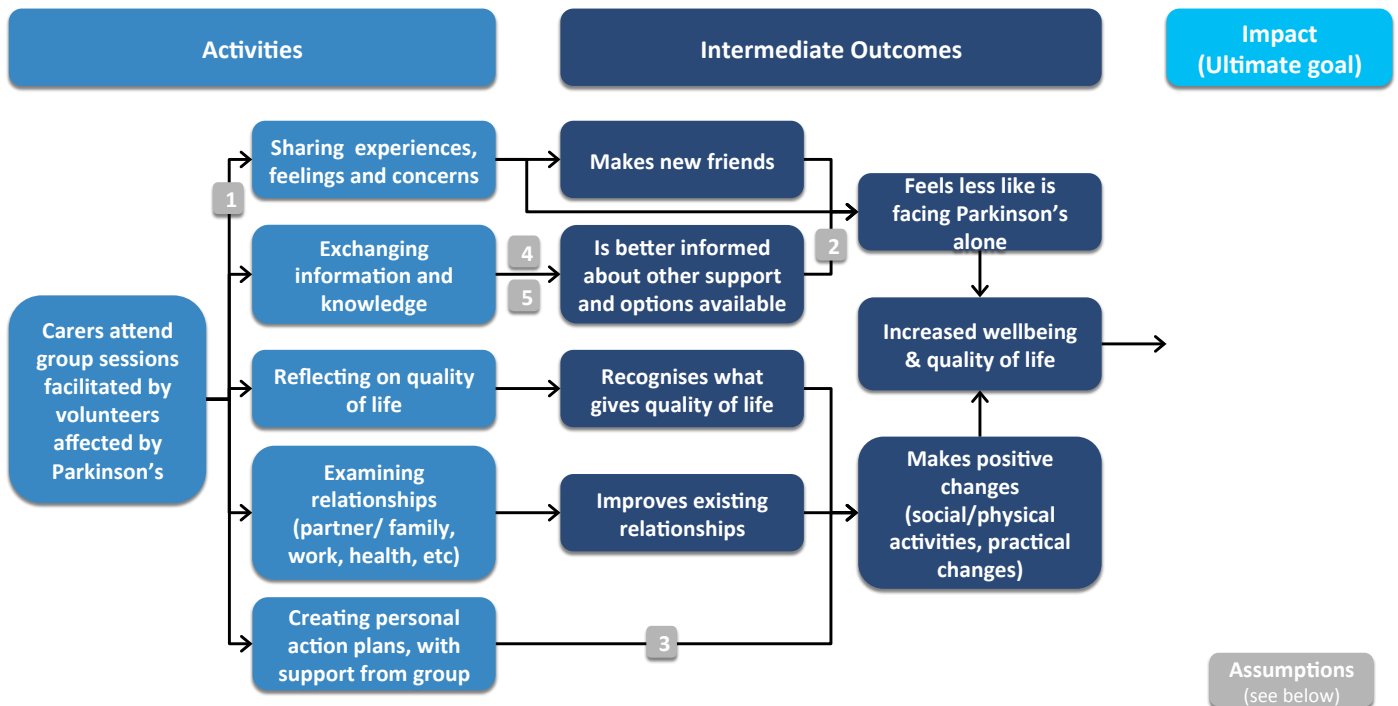 Activities
Intermediate Outcomes
Impact
(Ultimate goal)
Carers attend
group sessions
facilitated by
volunteers
affected by
Parkinson's
1
Sharing experiences,
feelings and concerns
Exchanging
information and
knowledge
Reflecting on quality
of life
Examining
relationships
(partner/ family,
work, health, etc)
Creating personal
action plans, with
support from group
4
5
3
Makes new friends
Is better informed
about other support
and options available
Recognises what
gives quality of life
Improves existing
relationships
2
Feels less like is
facing Parkinson's
alone
Increased wellbeing
& quality of life
Makes positive
changes
(social/physical
activities, practical
changes)
Assumptions
(see below)